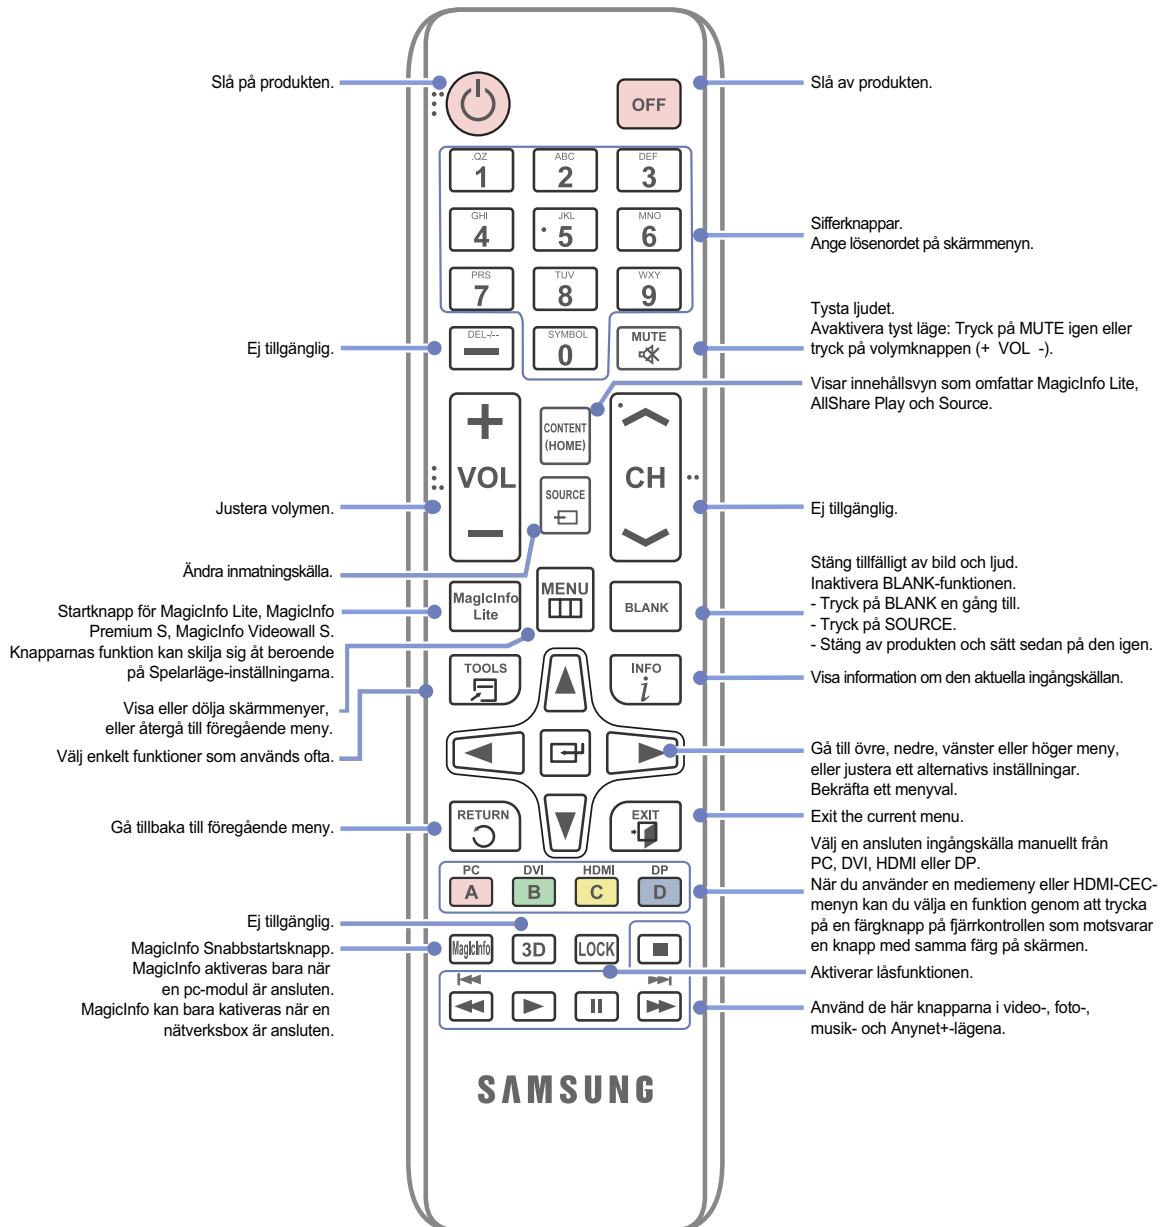 Slå på produkten.
Slå av produkten.
OFF
.QZ
1
ABC
2
DEF
3
GHI
4
JKL
5
MNO
6
PRS
7
TUV
8
WXY
9
Sifferknappar.
Ange lösenordet på skärmmenyn.
Ej tillgänglig.
DEL-/--
SYMBOL
0
MUTE
Tysta ljudet.
Avaktivera tyst läge: Tryck på MUTE igen eller
tryck på volymknappen (+ VOL -).
Visar innehållsvyn som omfattar MagicInfo Lite,
AllShare Play och Source.
VOL
CONTENT
(HOME)
SOURCE
CH
Justera volymen.
Ej tillgänglig.
Ändra inmatningskälla.
Stäng tillfälligt av bild och ljud.
Inaktivera BLANK-funktionen.
- Tryck på BLANK en gång till.
- Tryck på SOURCE.
- Stäng av produkten och sätt sedan på den igen.
MagicInfo
Lite
MENU
BLANK
Startknapp för MagicInfo Lite, MagicInfo
Premium S, MagicInfo Videowall S.
Knapparnas funktion kan skilja sig åt beroende
på Spelarläge-inställningarna.
TOOLS
INFO
i
Visa information om den aktuella ingångskällan.
Visa eller dölja skärmmenyer,
eller återgå till föregående meny.
Välj enkelt funktioner som används ofta.
Gå till övre, nedre, vänster eller höger meny,
eller justera ett alternativs inställningar.
Bekräfta ett menyval.
Gå tillbaka till föregående meny.
RETURN
EXIT
Exit the current menu.
Välj en ansluten ingångskälla manuellt från
PC, DVI, HDMI eller DP.
När du använder en mediemeny eller HDMI-CEC-
menyn kan du välja en funktion genom att trycka
på en färgknapp på fjärrkontrollen som motsvarar
en knapp med samma färg på skärmen.
PC
DVI
HDMI
DP
A
B
C
D
Ej tillgänglig.
MagicInfo
3D
LOCK
MagicInfo Snabbstartsknapp.
MagicInfo aktiveras bara när
en pc-modul är ansluten.
MagicInfo kan bara kativeras när en
nätverksbox är ansluten.
Aktiverar låsfunktionen.
Använd de här knapparna i video-, foto-,
musik- och Anynet+-lägena.
SAMSUNG